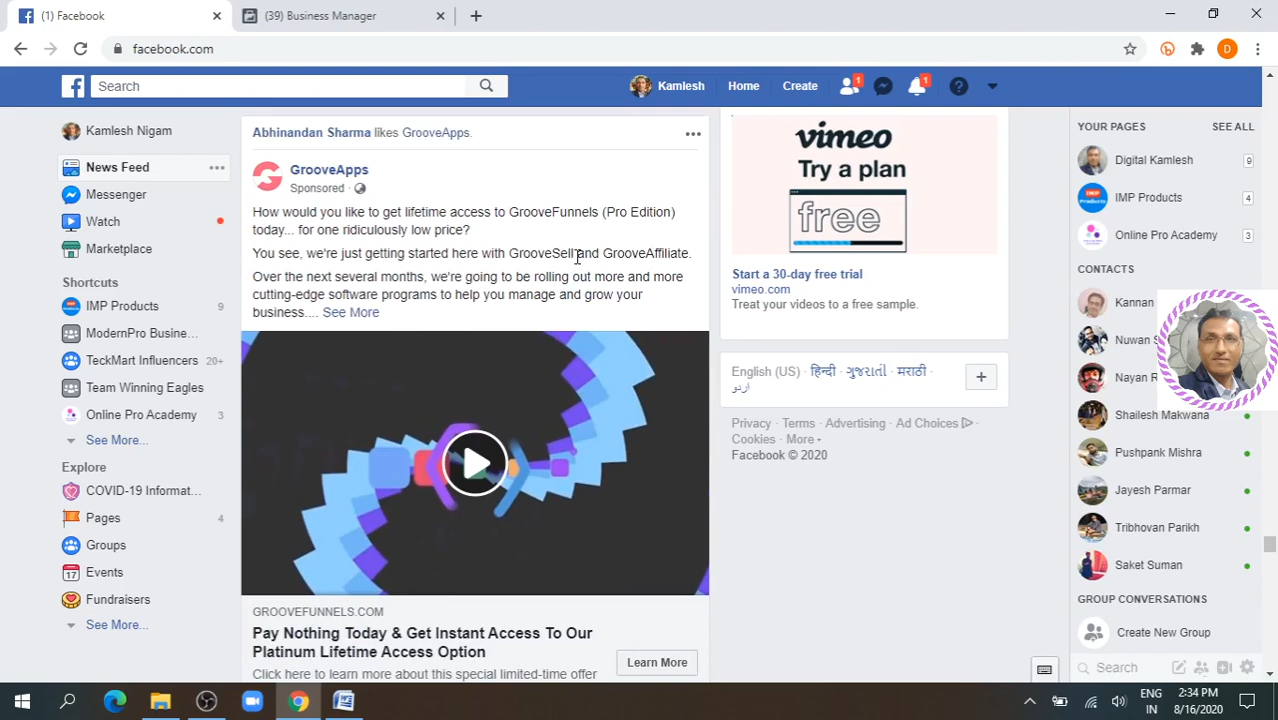 (1) Facebook
(39) Business Manager
facebook.com
D
Search
Kamlesh
Home
Create
1
1
Kamlesh Nigam
News Feed
Messenger
Watch
Marketplace
Shortcuts
IMP Products 9
ModernPro Busine...
TeckMart Influencers 20+
Team Winning Eagles
Online Pro Academy 3
See More...
Explore
COVID-19 Informat...
Pages 4
Groups
17 Events
Fundraisers
See More...
Abhinandan Sharma likes GrooveApps.
GrooveApps
Sponsored ·
How would you like to get lifetime access to GrooveFunnels (Pro Edition)
today... for one ridiculously low price?
You see, we're just getting started here with GrooveSell and GrooveAffiliate.
Over the next several months, we're going to be rolling out more and more
cutting-edge software programs to help you manage and grow your
business.... See More
GROOVEFUNNELS.COM
Pay Nothing Today & Get Instant Access To Our
Platinum Lifetime Access Option
Learn More
Click here to learn more about this special limited-time offer
vimeo
Try a plan
free
Start a 30-day free trial
vimeo.com
Treat your videos to a free sample.
English (US) · हिन्दी · ગુજરાતી · मराठी ·
اردو
Privacy · Terms · Advertising · Ad Choices ·
Cookies · More
Facebook © 2020
YOUR PAGES SEE ALL
Digital Kamlesh 9
IMP Products 4
Online Pro Academy 3
CONTACTS
Kannan
Nuwan S
Nayan R
Shailesh Makwana
Pushpank Mishra
Jayesh Parmar
Tribhovan Parikh
Saket Suman
GROUP CONVERSATIONS
Create New Group
Search
ENG
IN
2:34 PM
8/16/2020